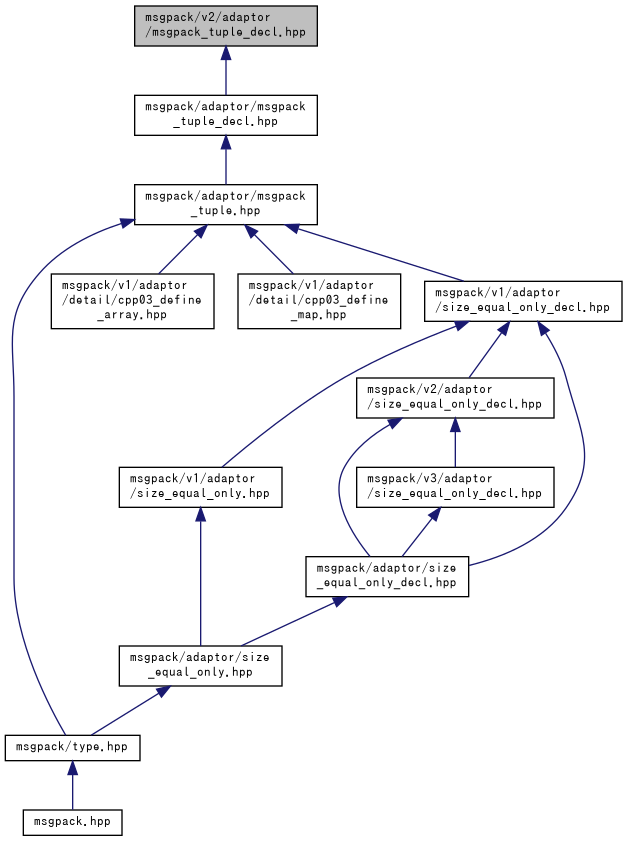 msgpack/v2/adaptor
/msgpack_tuple_decl.hpp
msgpack/adaptor/msgpack
_tuple_decl.hpp
msgpack/adaptor/msgpack
_tuple.hpp
msgpack/v1/adaptor
/detail/cpp03_define
_array.hpp
msgpack/v1/adaptor
/detail/cpp03_define
_map.hpp
msgpack/v1/adaptor
/size_equal_only_decl.hpp
msgpack/v2/adaptor
/size_equal_only_decl.hpp
msgpack/v1/adaptor
/size_equal_only.hpp
msgpack/v3/adaptor
/size_equal_only_decl.hpp
msgpack/adaptor/size
_equal_only_decl.hpp
msgpack/adaptor/size
_equal_only.hpp
msgpack/type.hpp
msgpack.hpp